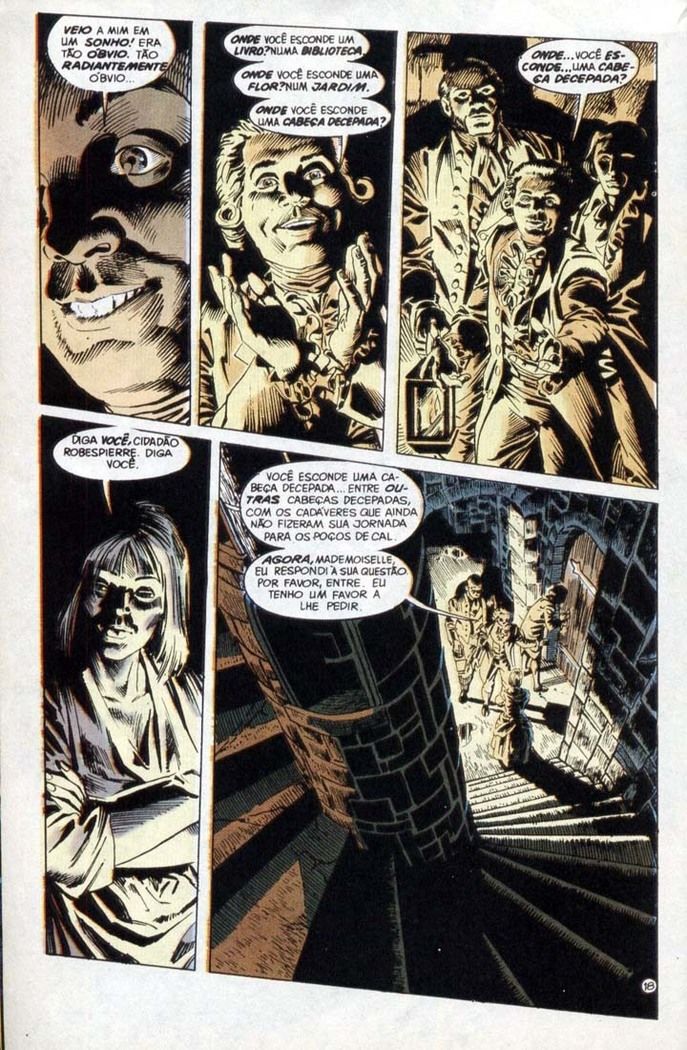 VEIO A MIM EM
UM SONHO! ERA
TÃO ÓBVIO. TÃO
RADIANTEMENTE
ÓBVIO...
ONDE VOCÊ ESCONDE UM
LIVRO? NUMA BIBLIOTECA.
ONDE VOCÊ ESCONDE UMA
FLOR? NUM JARDIM.
ONDE VOCÊ ESCONDE
UMA CABEÇA DECEPADA?
ONDE... VOCÊ ES-
CONDE... UMA CABE-
ÇA DECEPADA?
DIGA VOCÊ, CIDADÃO
ROBESPIERRE. DIGA
VOCÊ.
VOCÊ ESCONDE UMA CA-
BEÇA DECEPADA... ENTRE OU-
TRAS CABEÇAS DECEPADAS,
COM OS CADÁVERES QUE AINDA
NÃO FIZERAM SUA JORNADA
PARA OS POÇOS DE CAL.
AGORA, MADEMOISELLE,
EU RESPONDI À SUA QUESTÃO
POR FAVOR, ENTRE. EU
TENHO UM FAVOR A
LHE PEDIR.
18